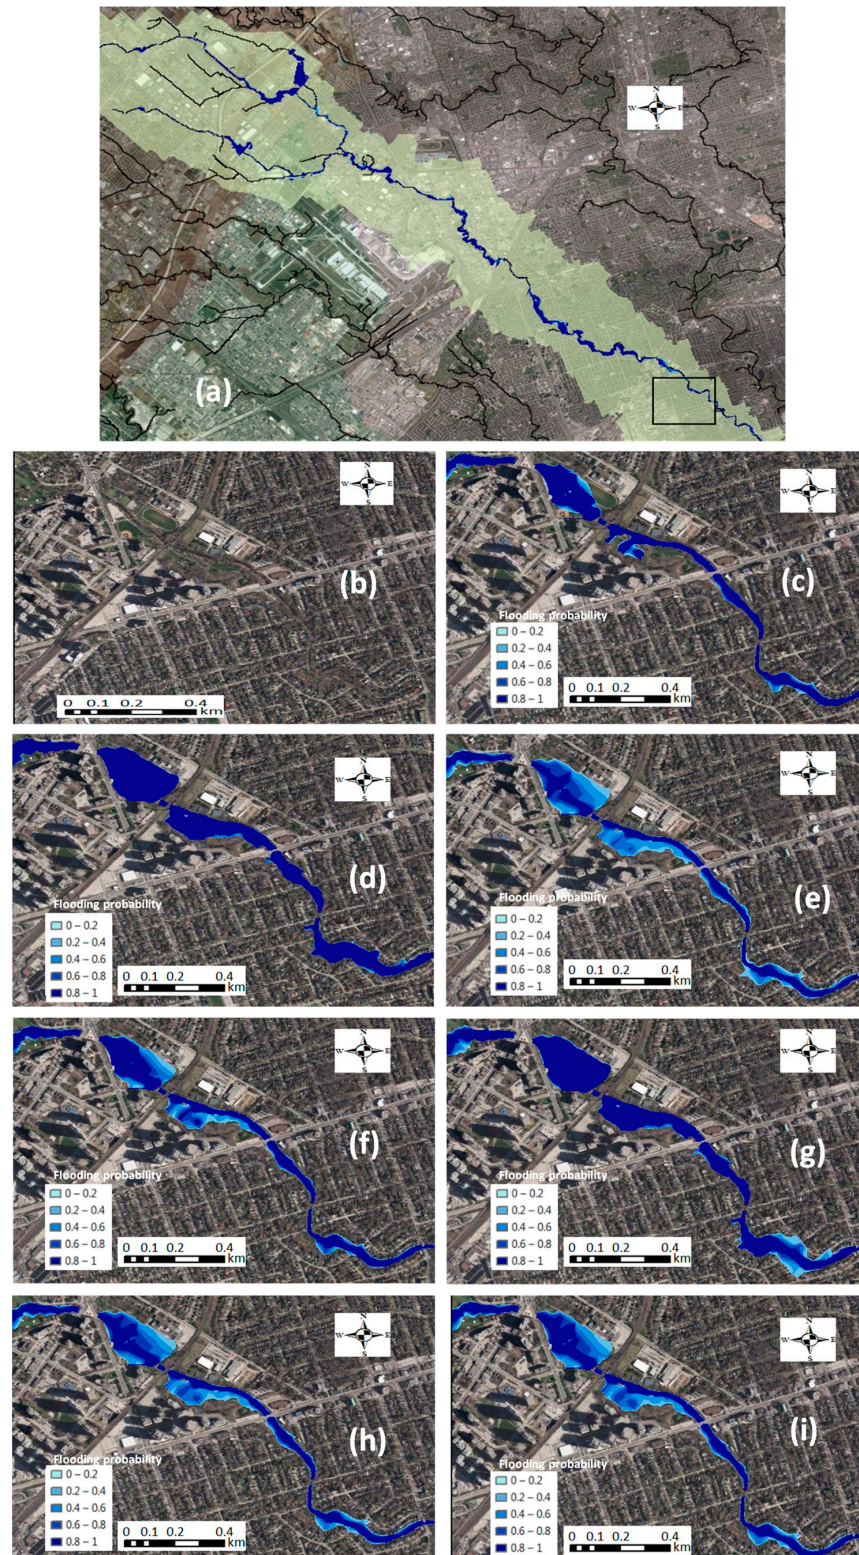 N
W E
S
(a)
N
W E
S
(b)
0 0.1 0.2 0.4
km
N
W E
S
(c)
Flooding probability
0 – 0.2
0.2 – 0.4
0.4 – 0.6
0.6 – 0.8
0.8 – 1
0 0.1 0.2 0.4
km
N
W E
S
(d)
Flooding probability
0 – 0.2
0.2 – 0.4
0.4 – 0.6
0.6 – 0.8
0.8 – 1
0 0.1 0.2 0.4
km
N
W E
S
(e)
Flooding probability
0 – 0.2
0.2 – 0.4
0.4 – 0.6
0.6 – 0.8
0.8 – 1
0 0.1 0.2 0.4
km
N
W E
S
(f)
Flooding probability
0 – 0.2
0.2 – 0.4
0.4 – 0.6
0.6 – 0.8
0.8 – 1
0 0.1 0.2 0.4
km
N
W E
S
(g)
Flooding probability
0 – 0.2
0.2 – 0.4
0.4 – 0.6
0.6 – 0.8
0.8 – 1
0 0.1 0.2 0.4
km
N
W E
S
(h)
Flooding probability
0 – 0.2
0.2 – 0.4
0.4 – 0.6
0.6 – 0.8
0.8 – 1
0 0.1 0.2 0.4
km
N
W E
S
(i)
Flooding probability
0 – 0.2
0.2 – 0.4
0.4 – 0.6
0.6 – 0.8
0.8 – 1
0 0.1 0.2 0.4
km